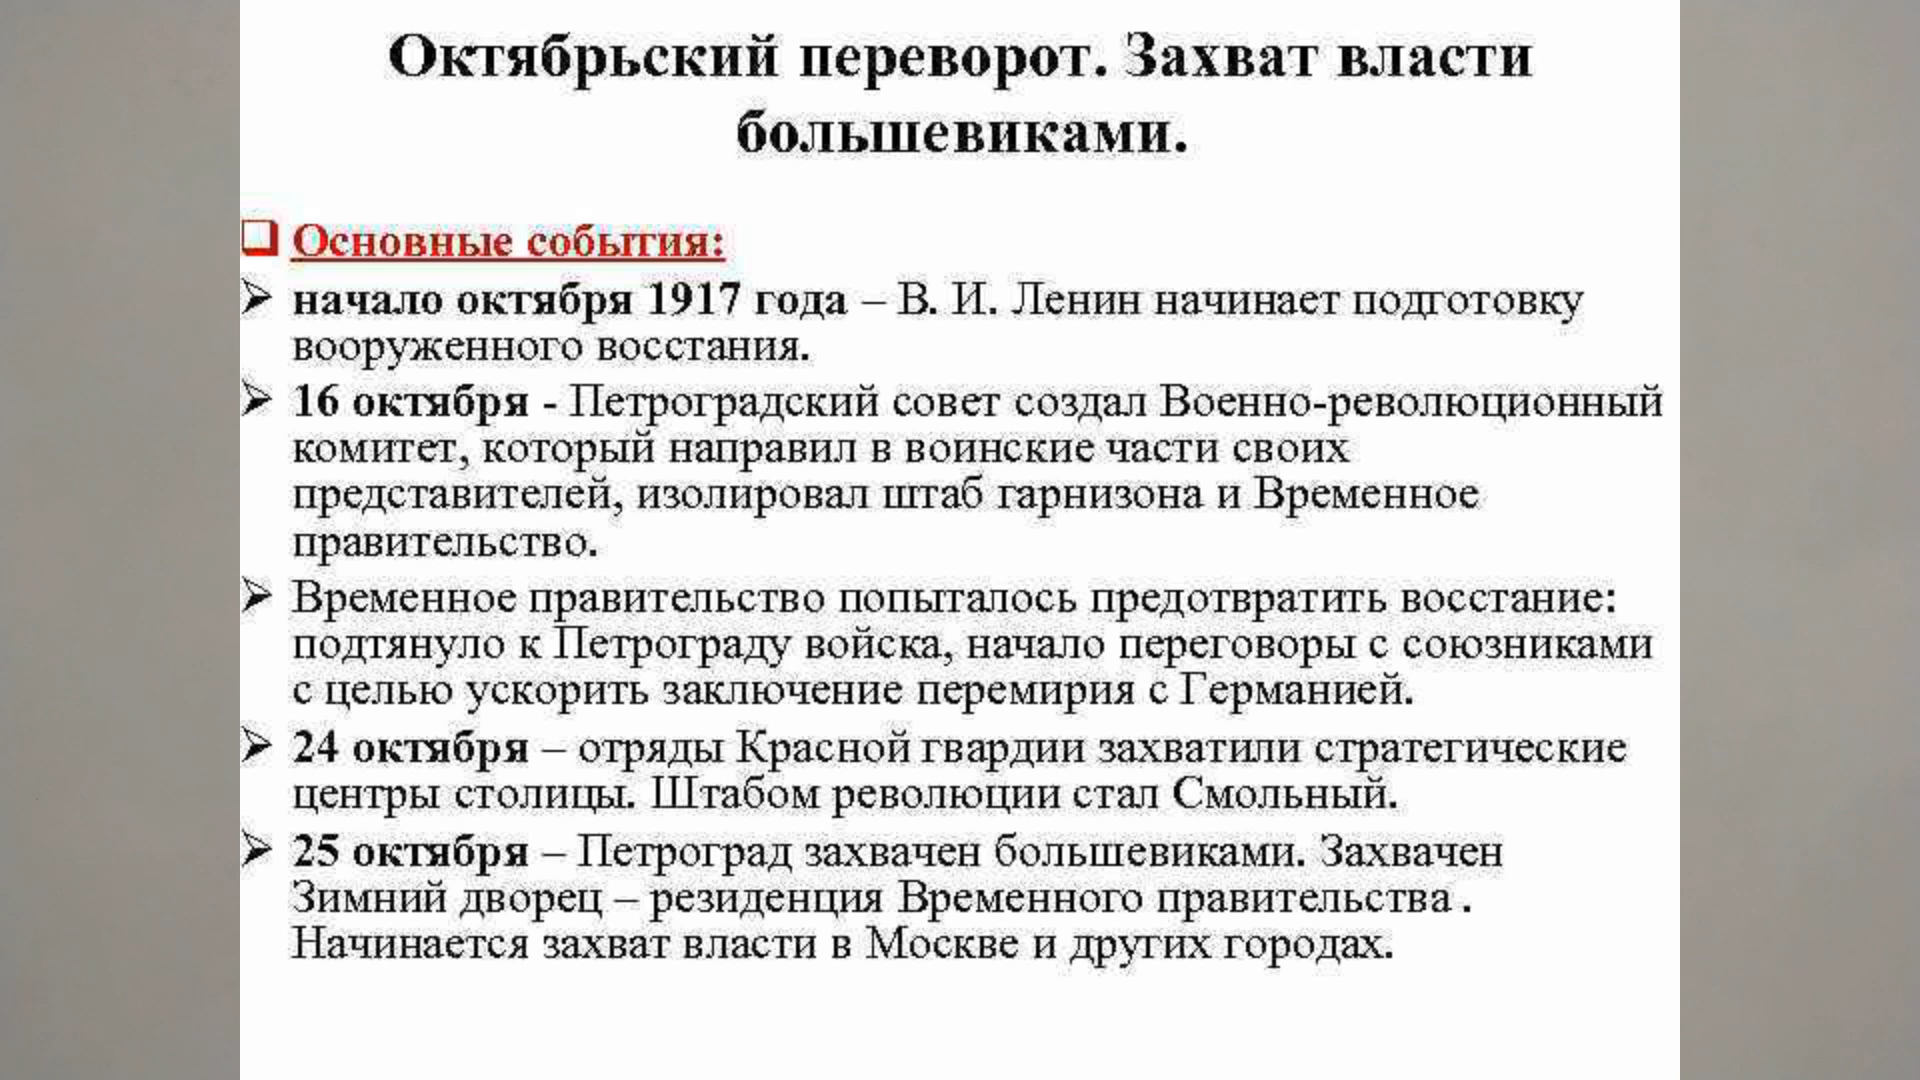 Октябрьский переворот. Захват власти
большевиками.
Основные события:
начало октября 1917 года – В. И. Ленин начинает подготовку
вооруженного восстания.
16 октября - Петроградский совет создал Военно-революционный
комитет, который направил в воинские части своих
представителей, изолировал штаб гарнизона и Временное
правительство.
Временное правительство попыталось предотвратить восстание:
подтянуло к Петрограду войска, начало переговоры с союзниками
с целью ускорить заключение перемирия с Германией.
24 октября – отряды Красной гвардии захватили стратегические
центры столицы. Штабом революции стал Смольный.
25 октября – Петроград захвачен большевиками. Захвачен
Зимний дворец – резиденция Временного правительства .
Начинается захват власти в Москве и других городах.